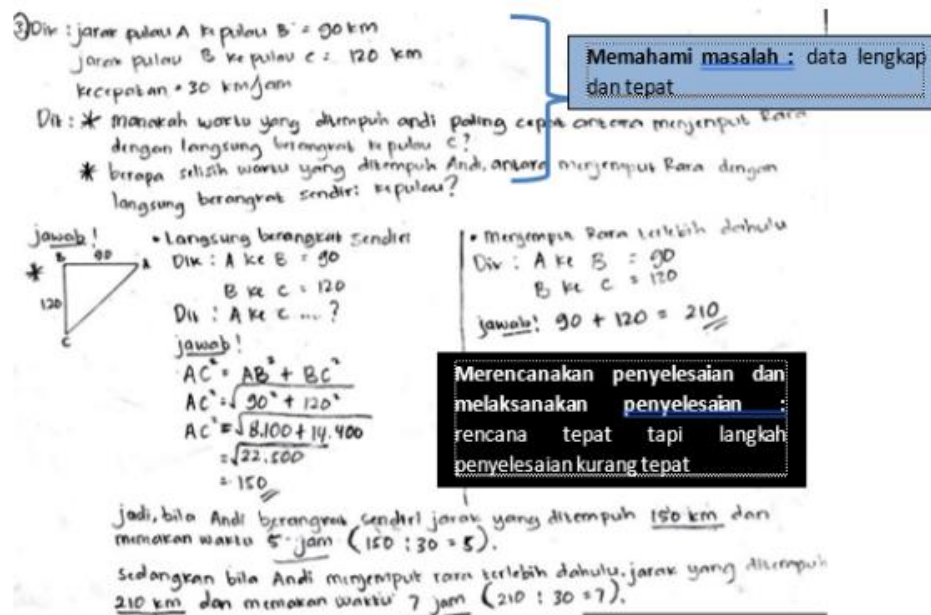 ③ Dik : jarak pulau A ke pulau B = 90 km
jarak pulau B ke pulau C = 120 km
kecepatan = 30 km/jam
Dit : * manakah waktu yang ditempuh andi paling cepat antara menjemput Rara
dengan langsung berangkat ke pulau C?
* berapa selisih waktu yang ditempuh Andi, antara menjemput Rara dengan
langsung berangkat sendiri kepulau?
Memahami masalah : data lengkap
dan tepat
jawab!
*
B 90 A
120
C
• Langsung berangkat sendiri
Dik : A ke B = 90
B ke C = 120
Dit : A ke C ... ?
jawab!
AC² = AB² + BC²
AC² = √90² + 120²
AC² = √8.100 + 14.400
= √22.500
= 150
• menjemput Rara terlebih dahulu
Dik : A ke B = 90
B ke C = 120
jawab! 90 + 120 = 210
Merencanakan penyelesaian dan
melaksanakan penyelesaian :
rencana tepat tapi langkah
penyelesaian kurang tepat
jadi, bila Andi berangkat sendiri jarak yang ditempuh 150 km dan
memakan waktu 5 jam (150 : 30 = 5).
Sedangkan bila Andi menjemput rara terlebih dahulu, jarak yang ditempuh
210 km dan memakan waktu 7 jam (210 : 30 = 7).